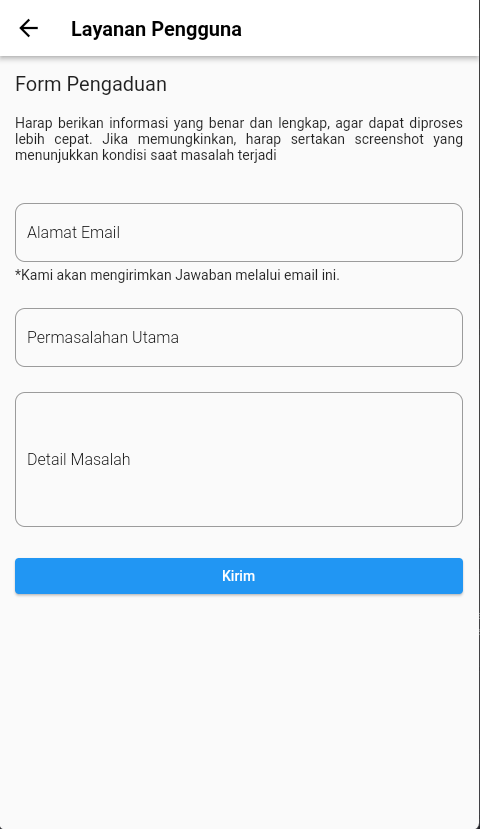 Layanan Pengguna
Form Pengaduan
Harap berikan informasi yang benar dan lengkap, agar dapat diproses
lebih cepat. Jika memungkinkan, harap sertakan screenshot yang
menunjukkan kondisi saat masalah terjadi
Alamat Email
*Kami akan mengirimkan Jawaban melalui email ini.
Permasalahan Utama
Detail Masalah
Kirim